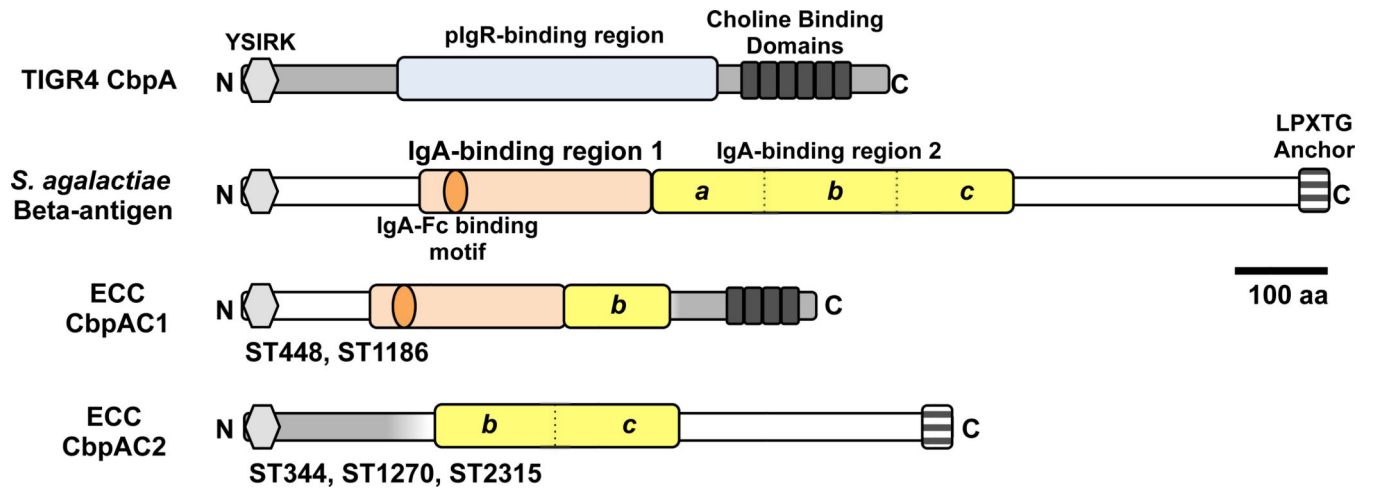 YSIRK
pIgR-binding region
Choline Binding
Domains
TIGR4 CbpA
N
C
IgA-binding region 1
IgA-binding region 2
LPXTG
Anchor
S. agalactiae
Beta-antigen
N
a
b
c
C
IgA-Fc binding
motif
100 aa
ECC
CbpAC1
N
b
C
ST448, ST1186
ECC
CbpAC2
N
b
c
C
ST344, ST1270, ST2315